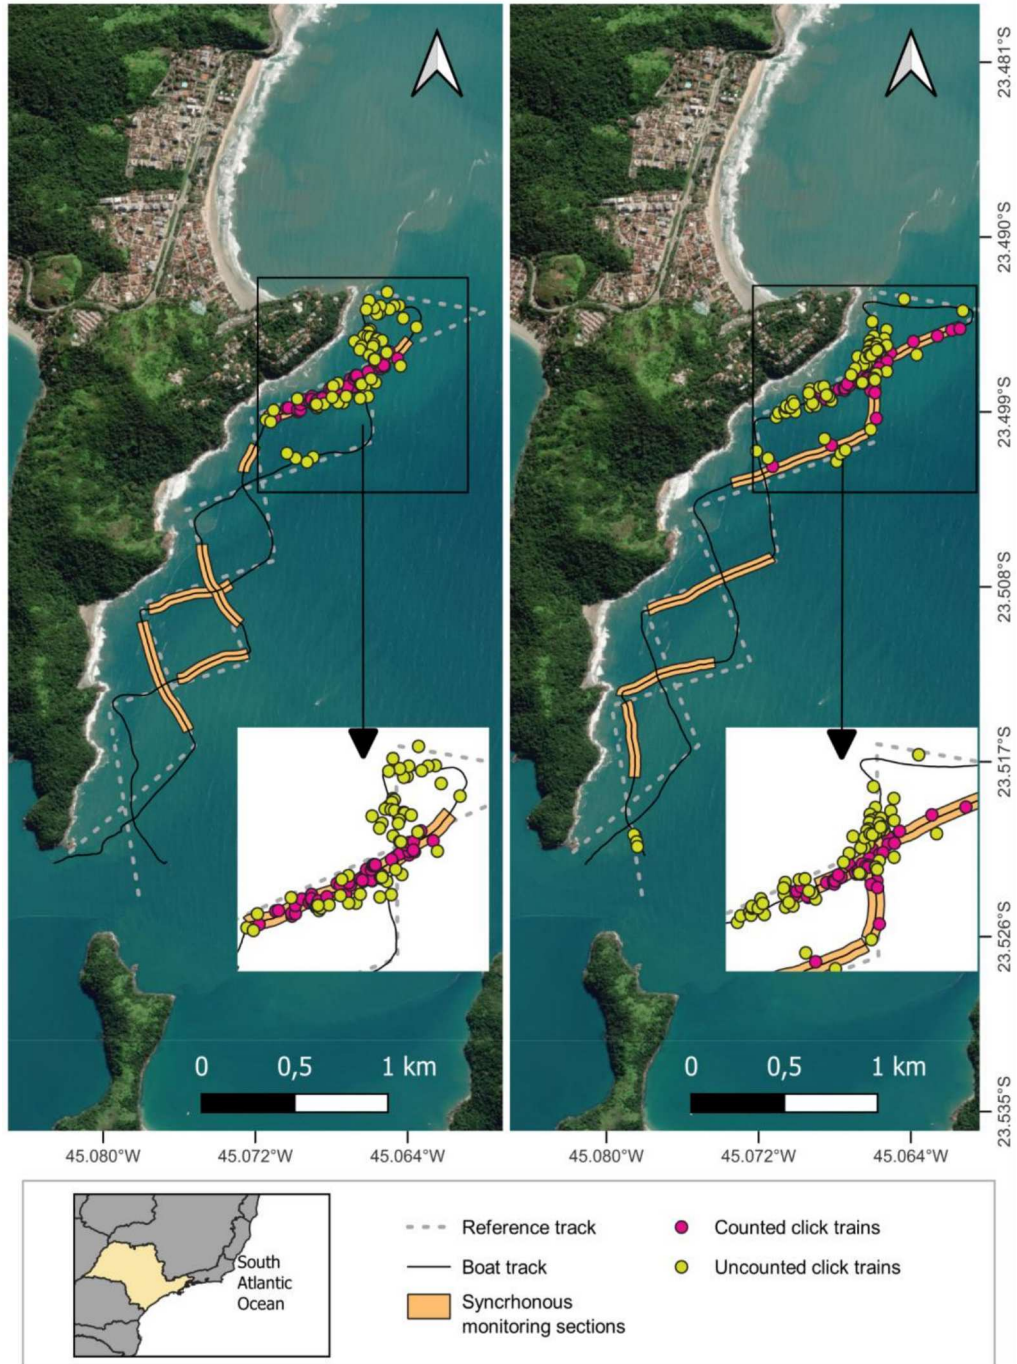 23.481°S
23.490°S
23.499°S
23.508°S
23.517°S
23.526°S
23.535°S
0 0,5 1 km
0 0,5 1 km
45.080°W 45.072°W 45.064°W
45.080°W 45.072°W 45.064°W
South
Atlantic
Ocean
Reference track
Boat track
Syncrhonous
monitoring sections
Counted click trains
Uncounted click trains